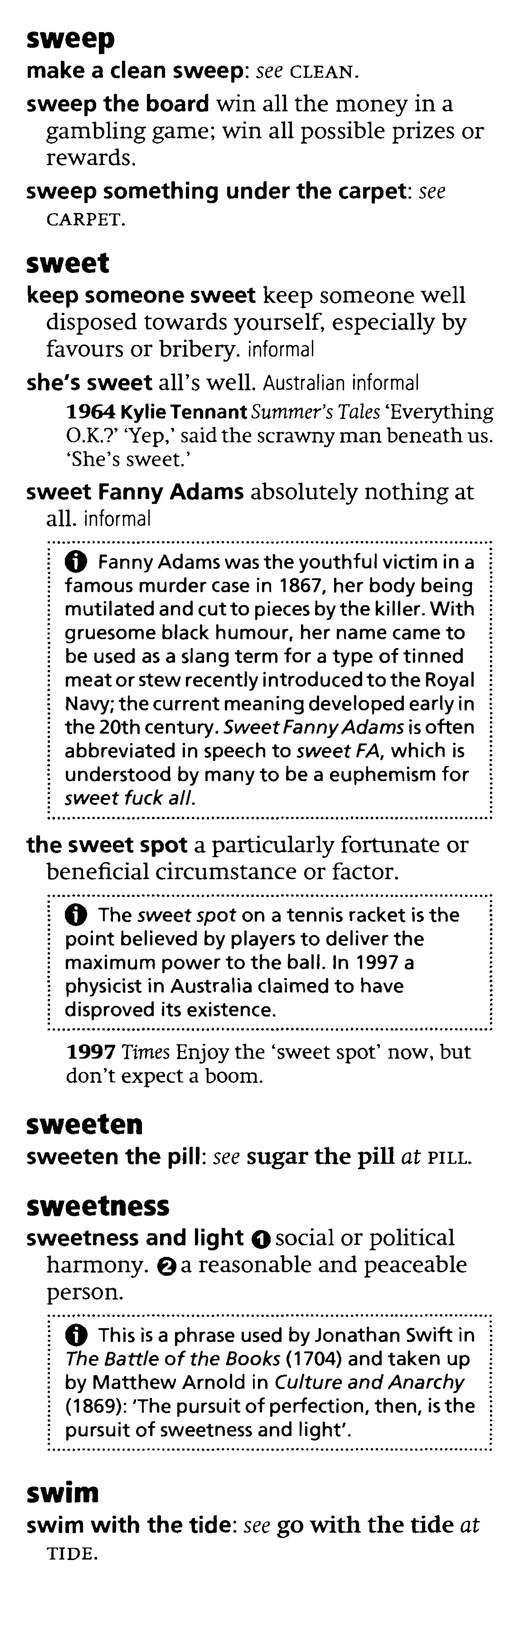 sweep
make a clean sweep: see CLEAN.
sweep the board win all the money in a
gambling game; win all possible prizes or
rewards.
sweep something under the carpet: see
CARPET.
sweet
keep someone sweet keep someone well
disposed towards yourself, especially by
favours or bribery. informal
she's sweet all's well. Australian informal
1964 Kylie Tennant Summer's Tales ‘Everything
O.K.?’ ‘Yep,’ said the scrawny man beneath us.
‘She's sweet.’
sweet Fanny Adams absolutely nothing at
all. informal
i Fanny Adams was the youthful victim in a
famous murder case in 1867, her body being
mutilated and cut to pieces by the killer. With
gruesome black humour, her name came to
be used as a slang term for a type of tinned
meat or stew recently introduced to the Royal
Navy; the current meaning developed early in
the 20th century. Sweet Fanny Adams is often
abbreviated in speech to sweet FA, which is
understood by many to be a euphemism for
sweet fuck all.
the sweet spot a particularly fortunate or
beneficial circumstance or factor.
i The sweet spot on a tennis racket is the
point believed by players to deliver the
maximum power to the ball. In 1997 a
physicist in Australia claimed to have
disproved its existence.
1997 Times Enjoy the ‘sweet spot’ now, but
don't expect a boom.
sweeten
sweeten the pill: see sugar the pill at PILL.
sweetness
sweetness and light ❶ social or political
harmony. ❷ a reasonable and peaceable
person.
i This is a phrase used by Jonathan Swift in
The Battle of the Books (1704) and taken up
by Matthew Arnold in Culture and Anarchy
(1869): 'The pursuit of perfection, then, is the
pursuit of sweetness and light'.
swim
swim with the tide: see go with the tide at
TIDE.